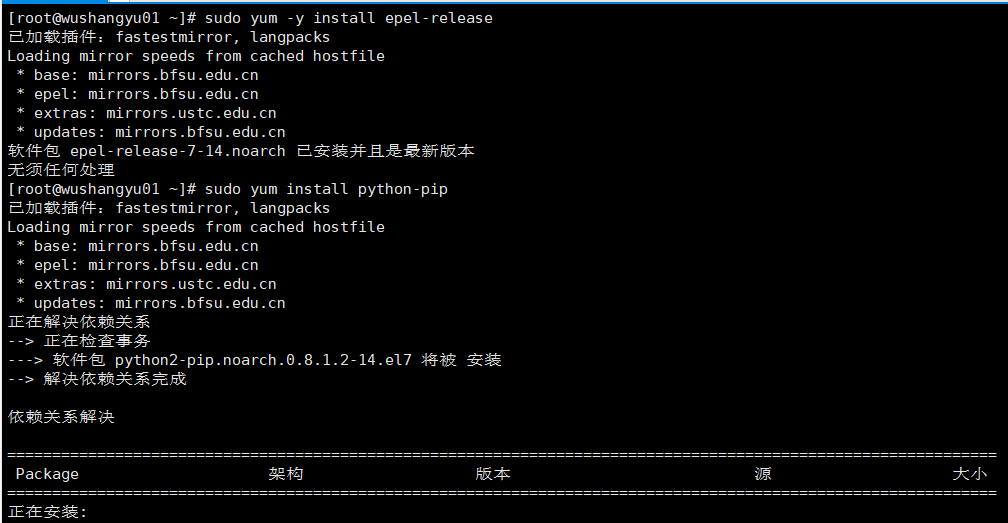 [root@wushangyu01 ~]# sudo yum -y install epel-release
已加载插件: fastestmirror, langpacks
Loading mirror speeds from cached hostfile
 * base: mirrors.bfsu.edu.cn
 * epel: mirrors.bfsu.edu.cn
 * extras: mirrors.ustc.edu.cn
 * updates: mirrors.bfsu.edu.cn
软件包 epel-release-7-14.noarch 已安装并且是最新版本
无须任何处理
[root@wushangyu01 ~]# sudo yum install python-pip
已加载插件: fastestmirror, langpacks
Loading mirror speeds from cached hostfile
 * base: mirrors.bfsu.edu.cn
 * epel: mirrors.bfsu.edu.cn
 * extras: mirrors.ustc.edu.cn
 * updates: mirrors.bfsu.edu.cn
正在解决依赖关系
--> 正在检查事务
---> 软件包 python2-pip.noarch.0.8.1.2-14.el7 将被 安装
--> 解决依赖关系完成
依赖关系解决
================================================================================
 Package 架构 版本 源 大小
================================================================================
正在安装: